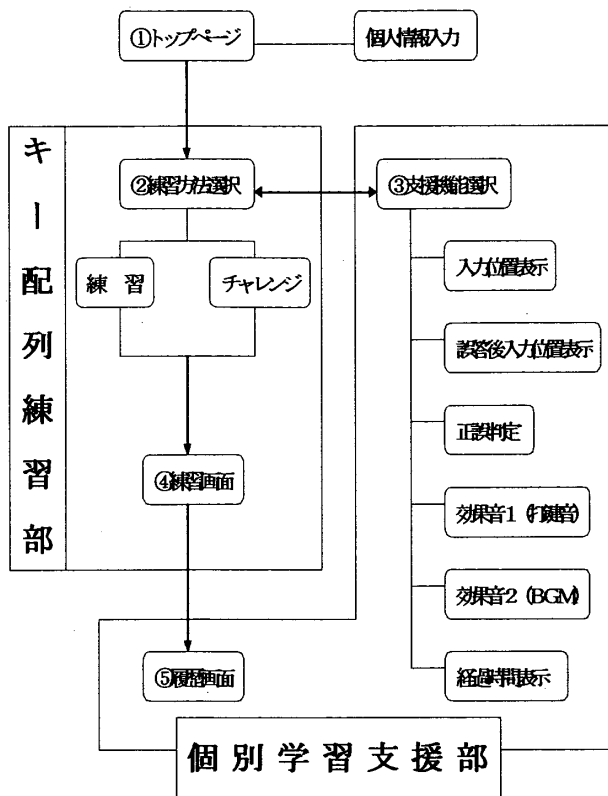 ①トップページ
個人情報入力
キー配列練習部
②練習方法選択
③支援機能選択
練 習
チャレンジ
入力位置表示
誤答後入力位置表示
正誤判定
④練習画面
効果音1(打鍵音)
効果音2(BGM)
⑤履歴画面
経過時間表示
個別学習支援部